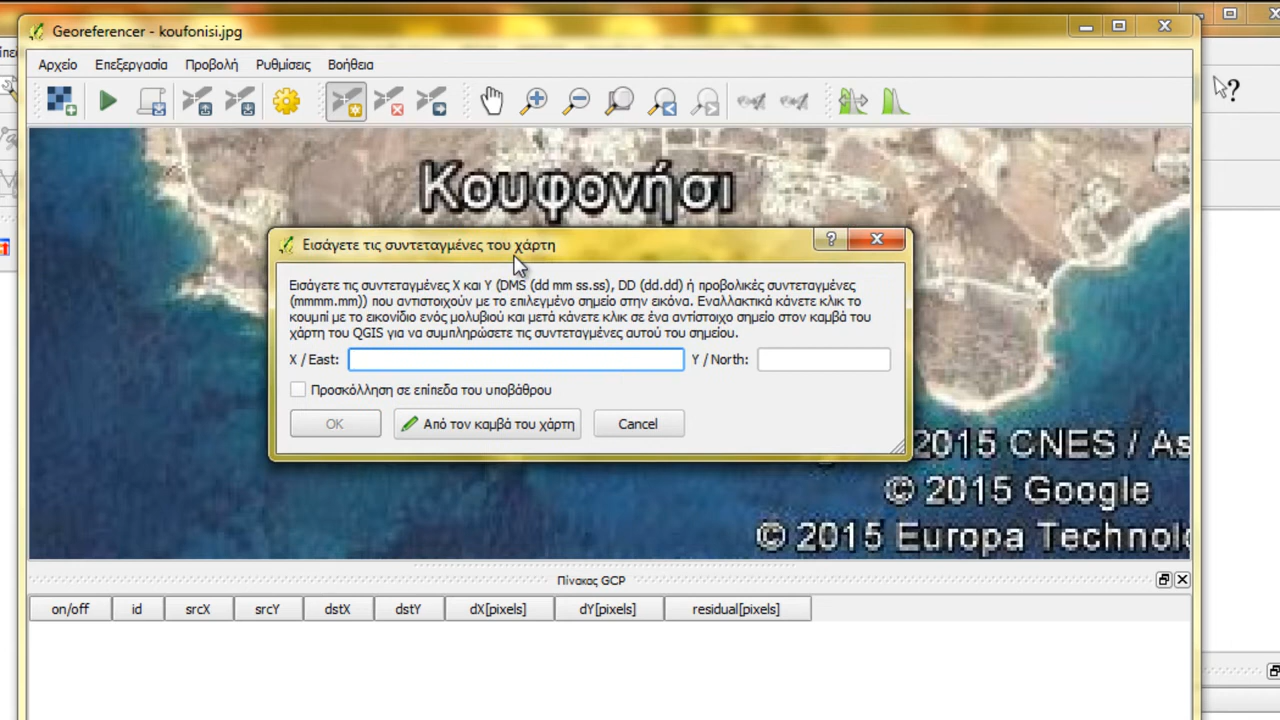 Georeferencer - koufonisi.jpg
Αρχείο Επεξεργασία Προβολή Ρυθμίσεις Βοήθεια
?
Κουφονήσι
Εισάγετε τις συντεταγμένες του χάρτη
Εισάγετε τις συντεταγμένες X και Y (DMS (dd mm ss.ss), DD (dd.dd) ή προβολικές συντεταγμένες
(mmmm.mm)) που αντιστοιχούν με το επιλεγμένο σημείο στην εικόνα. Εναλλακτικά κάνετε κλικ το
κουμπί με το εικονίδιο ενός μολυβιού και μετά κάνετε κλικ σε ένα αντίστοιχο σημείο στον καμβά του
χάρτη του QGIS για να συμπληρώσετε τις συντεταγμένες αυτού του σημείου.
X / East: Y / North:
Προσκόλληση σε επίπεδα του υποβάθρου
OK Από τον καμβά του χάρτη Cancel
2015 CNES / As
© 2015 Google
© 2015 Europa Technolo
Πίνακας GCP
on/off id srcX srcY dstX dstY dX[pixels] dY[pixels] residual[pixels]